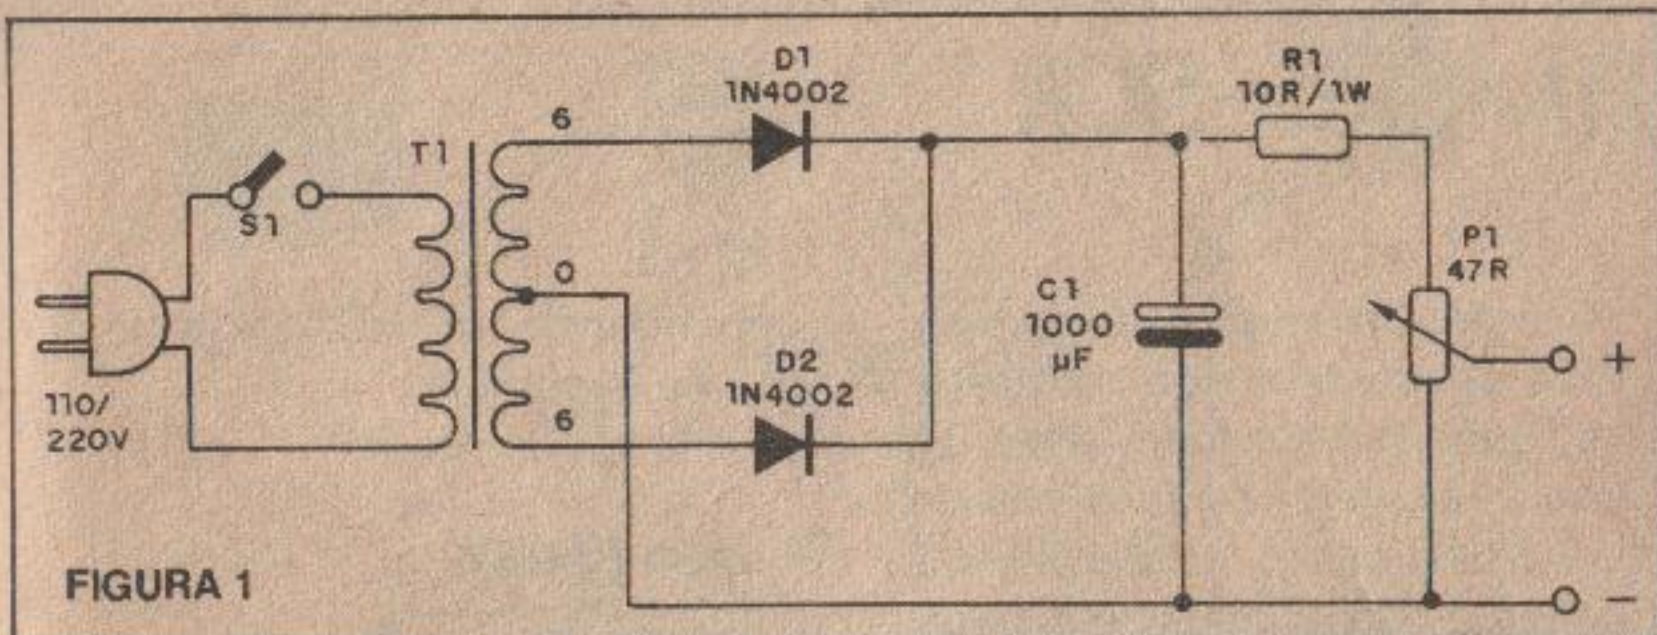 D1
1N4002
R1
10R/1W
6
T1
S1
P1
47R
0
C1
1000
µF
+
D2
1N4002
110/
220V
6
FIGURA 1
−